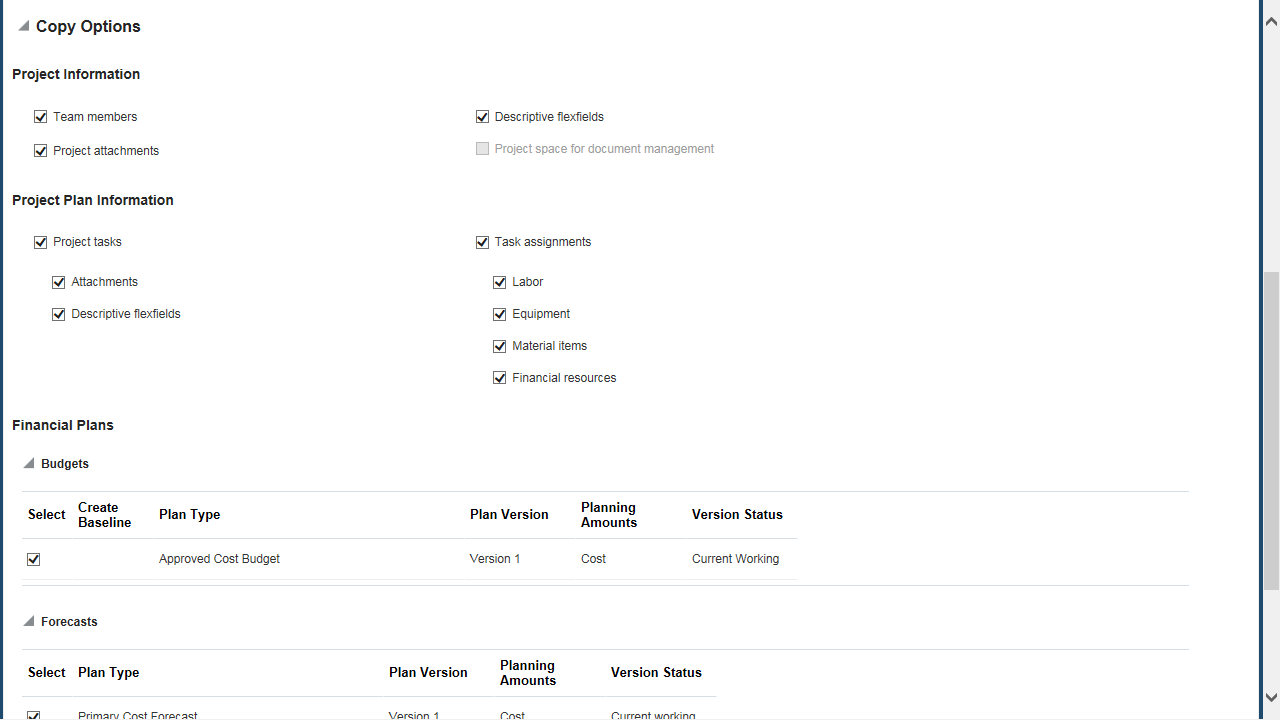 Copy Options
Project Information
Team members
Descriptive flexfields
Project attachments
Project space for document management
Project Plan Information
Project tasks
Task assignments
Attachments
Labor
Descriptive flexfields
Equipment
Material items
Financial resources
Financial Plans
Budgets
Select Create Baseline Plan Type Plan Version Planning Amounts Version Status
Approved Cost Budget Version 1 Cost Current Working
Forecasts
Select Plan Type Plan Version Planning Amounts Version Status
Primary Cost Forecast Version 1 Cost Current working